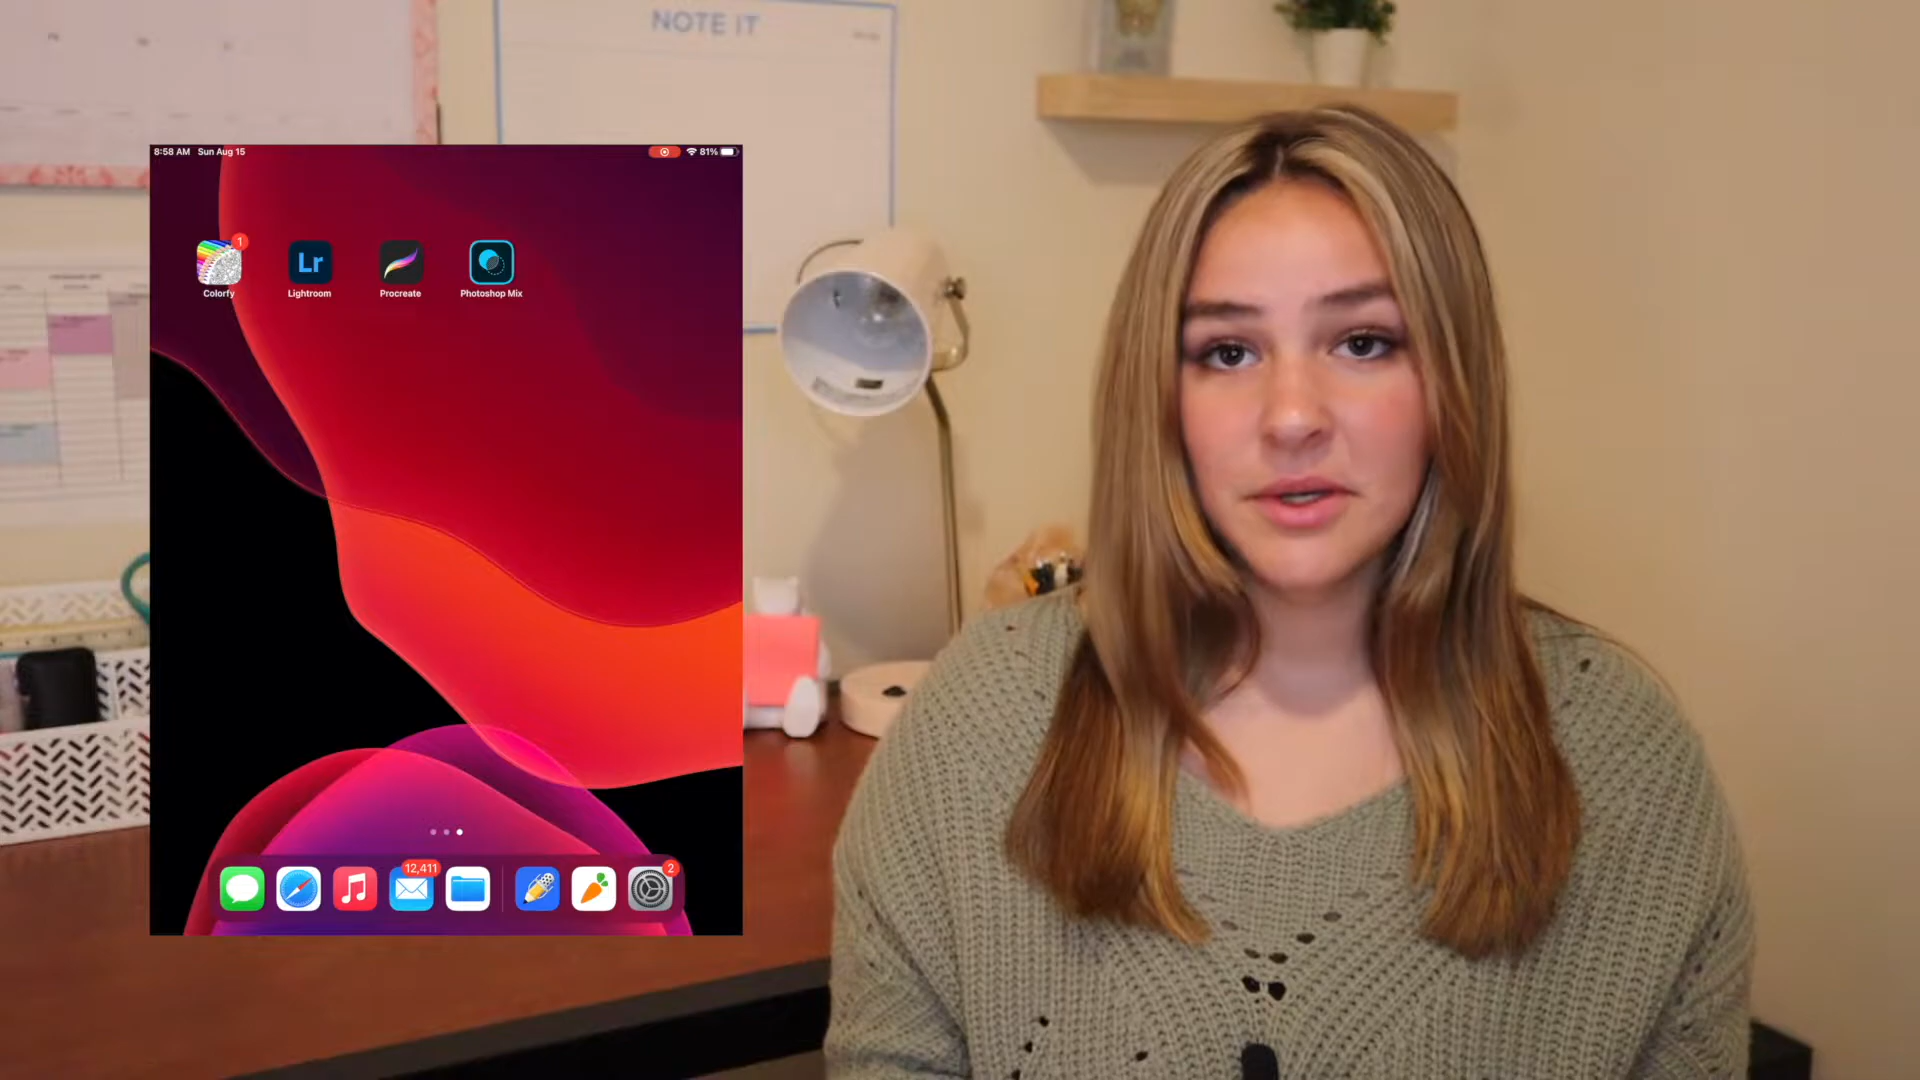 NOTE IT
8:58 AM Sun Aug 15
81%
1
Lr
Colorfy
Lightroom
Procreate
Photoshop Mix
12,411
2